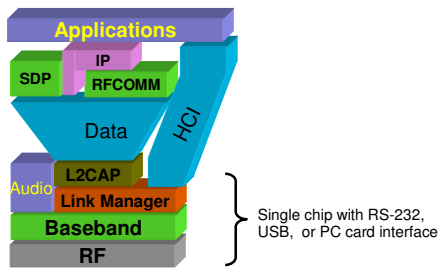 Applications
IP
SDP
RFCOMM
Data
HCI
L2CAP
Audio
Link Manager
Baseband
RF
Single chip with RS-232,
USB, or PC card interface